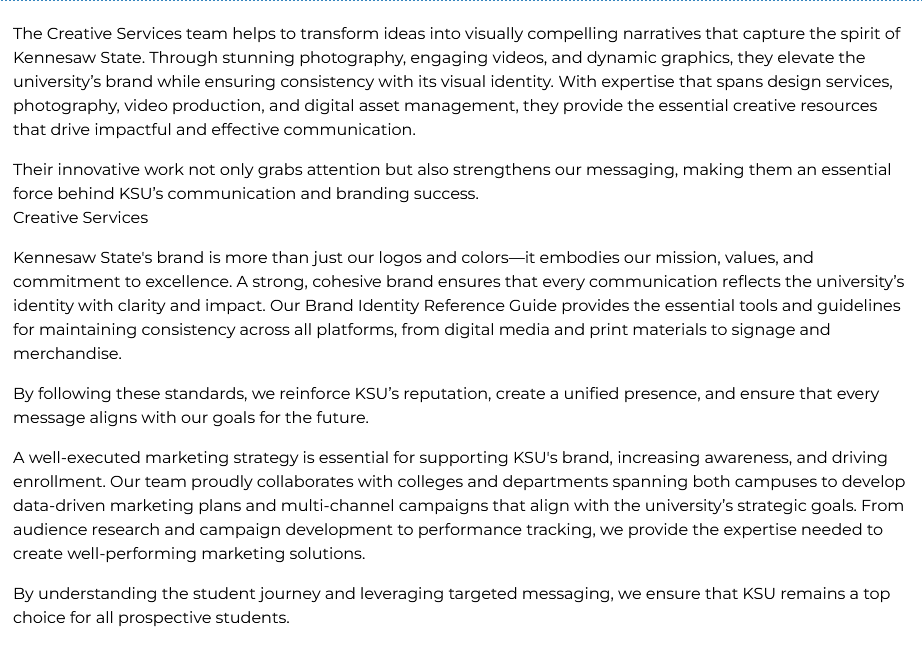 The Creative Services team helps to transform ideas into visually compelling narratives that capture the spirit of
Kennesaw State. Through stunning photography, engaging videos, and dynamic graphics, they elevate the
university’s brand while ensuring consistency with its visual identity. With expertise that spans design services,
photography, video production, and digital asset management, they provide the essential creative resources
that drive impactful and effective communication.
Their innovative work not only grabs attention but also strengthens our messaging, making them an essential
force behind KSU’s communication and branding success.
Creative Services
Kennesaw State's brand is more than just our logos and colors—it embodies our mission, values, and
commitment to excellence. A strong, cohesive brand ensures that every communication reflects the university’s
identity with clarity and impact. Our Brand Identity Reference Guide provides the essential tools and guidelines
for maintaining consistency across all platforms, from digital media and print materials to signage and
merchandise.
By following these standards, we reinforce KSU’s reputation, create a unified presence, and ensure that every
message aligns with our goals for the future.
A well-executed marketing strategy is essential for supporting KSU's brand, increasing awareness, and driving
enrollment. Our team proudly collaborates with colleges and departments spanning both campuses to develop
data-driven marketing plans and multi-channel campaigns that align with the university’s strategic goals. From
audience research and campaign development to performance tracking, we provide the expertise needed to
create well-performing marketing solutions.
By understanding the student journey and leveraging targeted messaging, we ensure that KSU remains a top
choice for all prospective students.